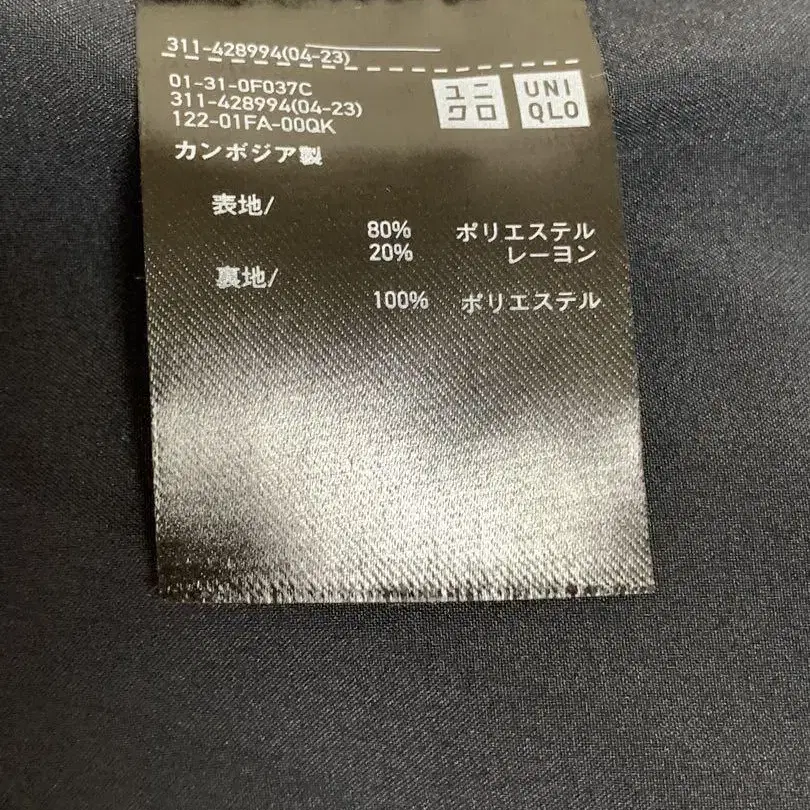 311-428994(04-23)
01-31-0F037C
311-428994(04-23)
122-01FA-00QK
ユニ
クロ
UNI
QLO
カンボジア製
表地/
80% ポリエステル
20% レーヨン
裏地/
100% ポリエステル